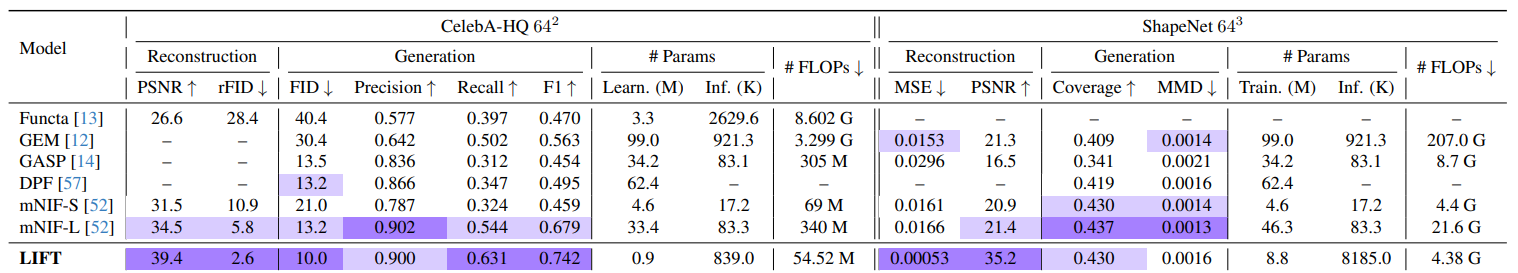 Model CelebA-HQ 64² ShapeNet 64³
Reconstruction Generation # Params # FLOPs ↓ Reconstruction Generation # Params # FLOPs ↓
PSNR ↑ rFID ↓ FID ↓ Precision ↑ Recall ↑ F1 ↑ Learn. (M) Inf. (K) MSE ↓ PSNR ↑ Coverage ↑ MMD ↓ Train. (M) Inf. (K)
Functa [13] 26.6 28.4 40.4 0.577 0.397 0.470 3.3 2629.6 8.602 G – – – – – – –
GEM [12] – – 30.4 0.642 0.502 0.563 99.0 921.3 3.299 G 0.0153 21.3 0.409 0.0014 99.0 921.3 207.0 G
GASP [14] – – 13.5 0.836 0.312 0.454 34.2 83.1 305 M 0.0296 16.5 0.341 0.0021 34.2 83.1 8.7 G
DPF [57] – – 13.2 0.866 0.347 0.495 62.4 – – – – 0.419 0.0016 62.4 – –
mNIF-S [52] 31.5 10.9 21.0 0.787 0.324 0.459 4.6 17.2 69 M 0.0161 20.9 0.430 0.0014 4.6 17.2 4.4 G
mNIF-L [52] 34.5 5.8 13.2 0.902 0.544 0.679 33.4 83.3 340 M 0.0166 21.4 0.437 0.0013 46.3 83.3 21.6 G
LIFT 39.4 2.6 10.0 0.900 0.631 0.742 0.9 839.0 54.52 M 0.00053 35.2 0.430 0.0016 8.8 8185.0 4.38 G